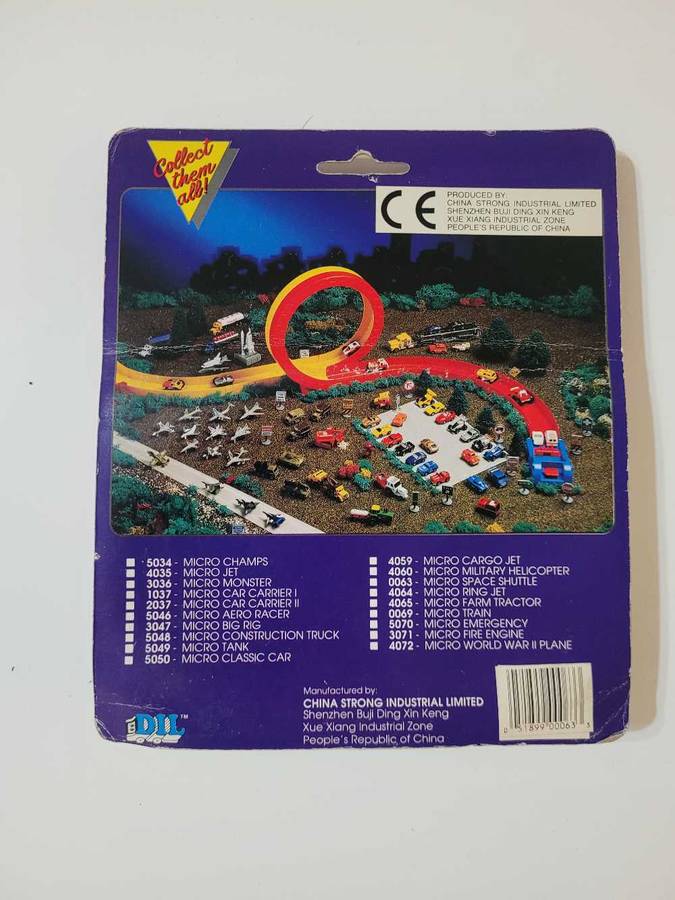 Collect
them
all!
CE
PRODUCED BY:
CHINA STRONG INDUSTRIAL LIMITED
SHENZHEN BUJI DING XIN KENG
XUE XIANG INDUSTRIAL ZONE
PEOPLE'S REPUBLIC OF CHINA
5034 - MICRO CHAMPS
4035 - MICRO JET
3036 - MICRO MONSTER
1037 - MICRO CAR CARRIER I
2037 - MICRO CAR CARRIER II
5046 - MICRO AERO RACER
3047 - MICRO BIG RIG
5048 - MICRO CONSTRUCTION TRUCK
5049 - MICRO TANK
5050 - MICRO CLASSIC CAR
4059 - MICRO CARGO JET
4060 - MICRO MILITARY HELICOPTER
0063 - MICRO SPACE SHUTTLE
4064 - MICRO RING JET
4065 - MICRO FARM TRACTOR
0069 - MICRO TRAIN
5070 - MICRO EMERGENCY
3071 - MICRO FIRE ENGINE
4072 - MICRO WORLD WAR II PLANE
Manufactured by:
CHINA STRONG INDUSTRIAL LIMITED
Shenzhen Buji Ding Xin Keng
Xue Xiang Industrial Zone
People's Republic of China
DIL™
0 51899 00063 3